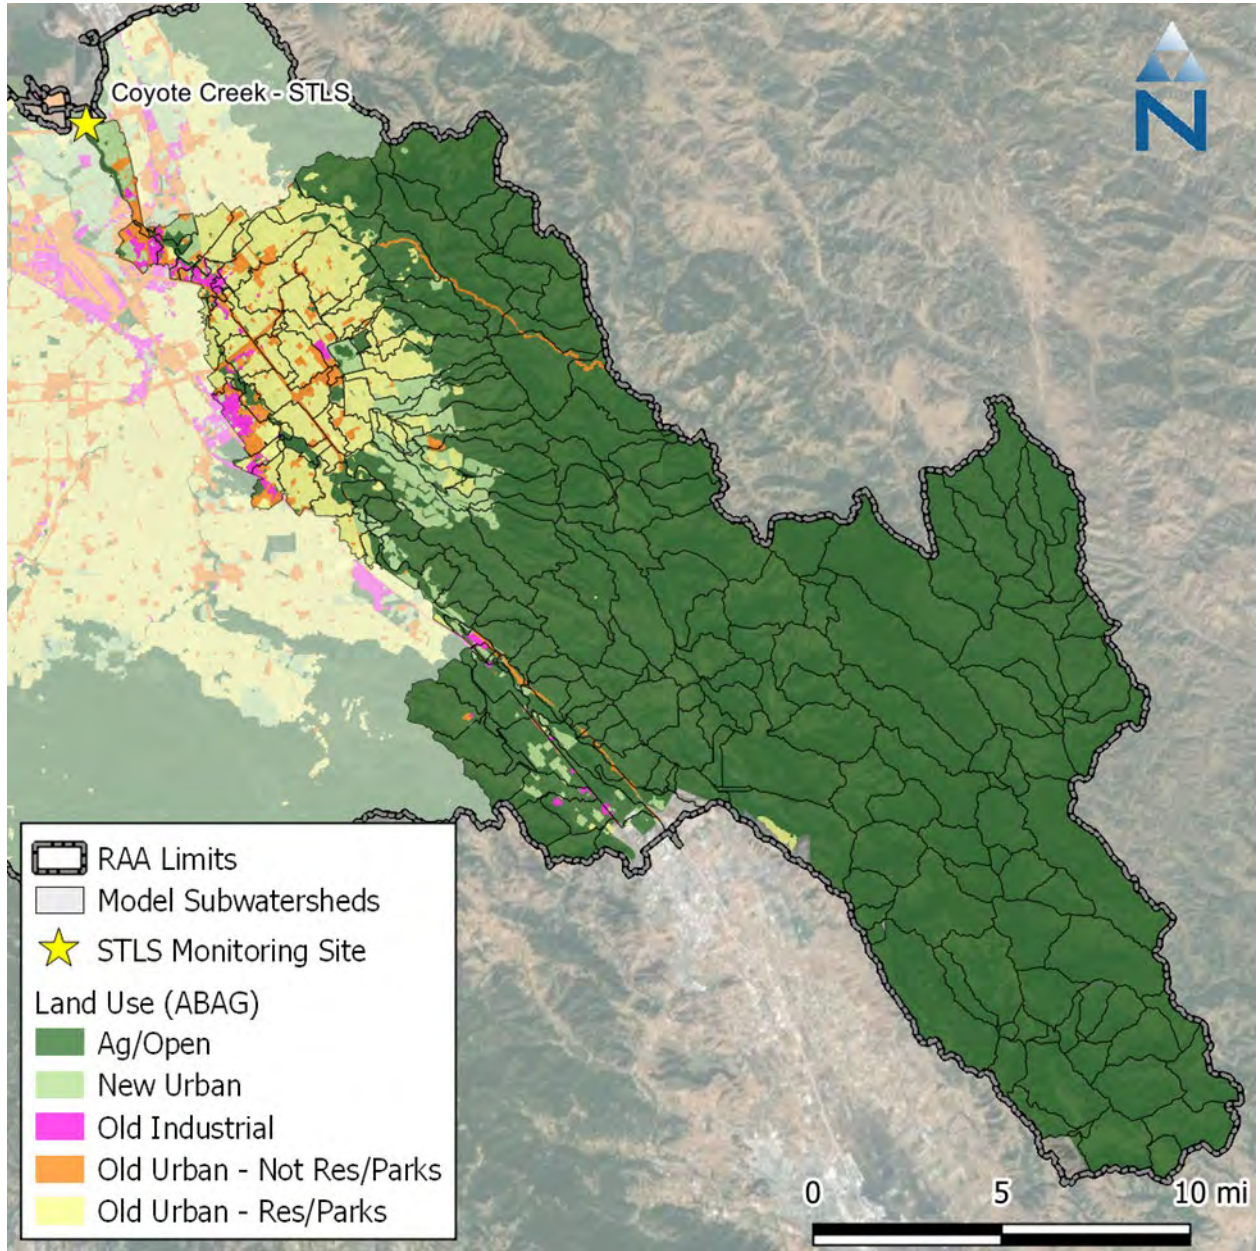 Coyote Creek - STLS
N
RAA Limits
Model Subwatersheds
STLS Monitoring Site
Land Use (ABAG)
Ag/Open
New Urban
Old Industrial
Old Urban - Not Res/Parks
Old Urban - Res/Parks
0 5 10 mi